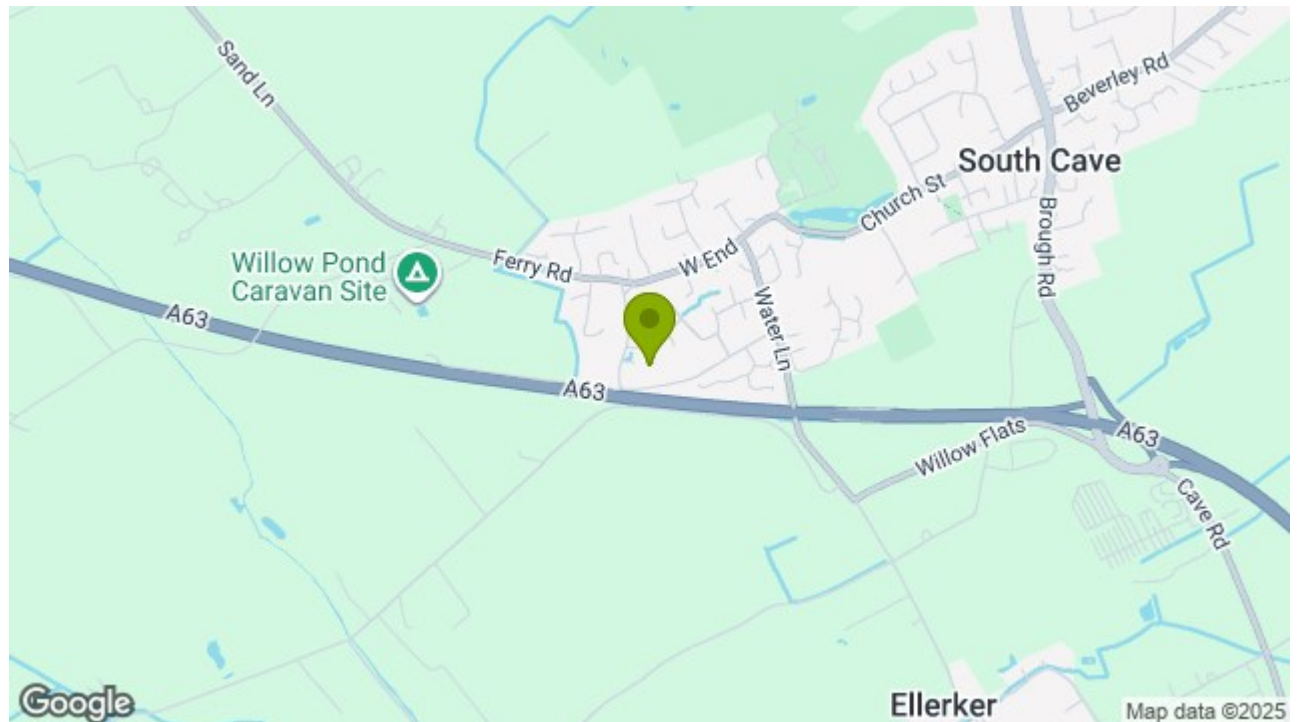 Sand Ln
Beverley Rd
South Cave
Church St
Brough Rd
W End
Ferry Rd
Willow Pond
Caravan Site
Water Ln
A63
A63
A63
Willow Flats
Cave Rd
Ellerker
Google
Map data ©2025